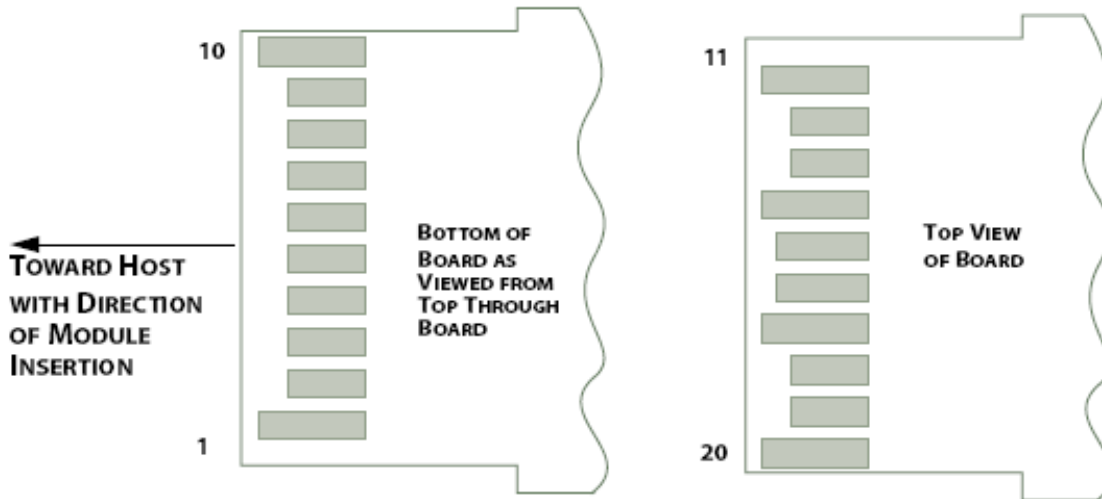 10
1
Toward Host
with Direction
of Module
Insertion
Bottom of
Board as
Viewed from
Top Through
Board
11
20
Top View
of Board